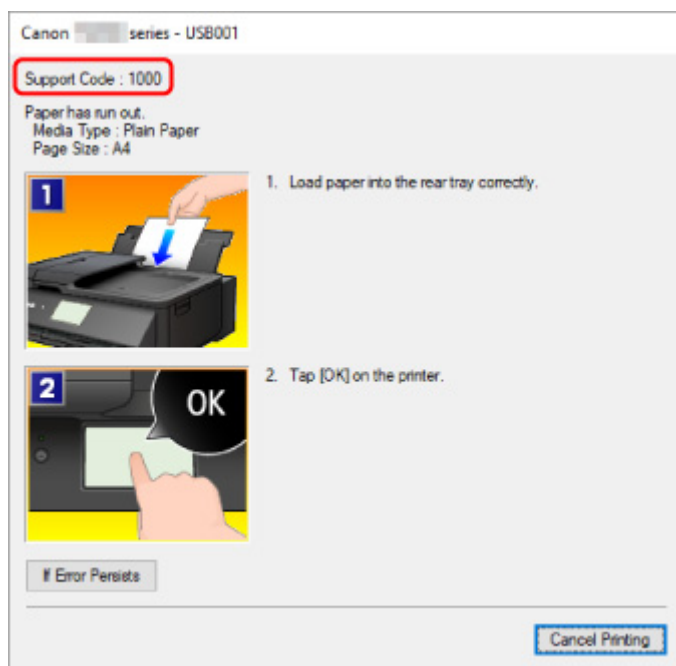 Canon series - USB001
Support Code : 1000
Paper has run out.
Media Type : Plain Paper
Page Size : A4
1
1. Load paper into the rear tray correctly.
2
OK
2. Tap [OK] on the printer.
If Error Persists
Cancel Printing